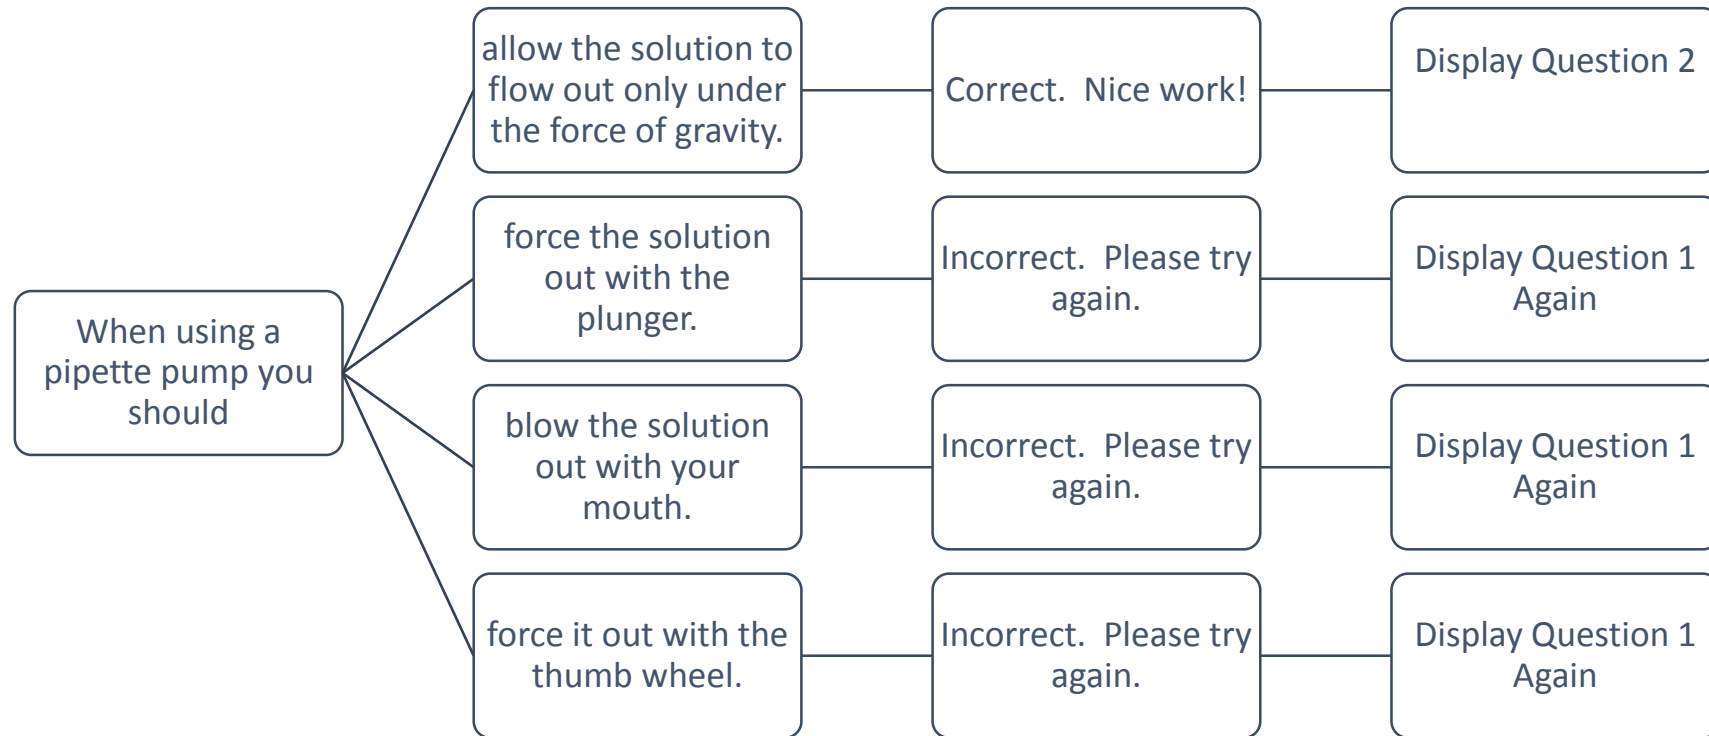 When using a
pipette pump you
should
allow the solution to
flow out only under
the force of gravity.
Correct.  Nice work!
Display Question 2
force the solution
out with the
plunger.
Incorrect.  Please try
again.
Display Question 1
Again
blow the solution
out with your
mouth.
Incorrect.  Please try
again.
Display Question 1
Again
force it out with the
thumb wheel.
Incorrect.  Please try
again.
Display Question 1
Again